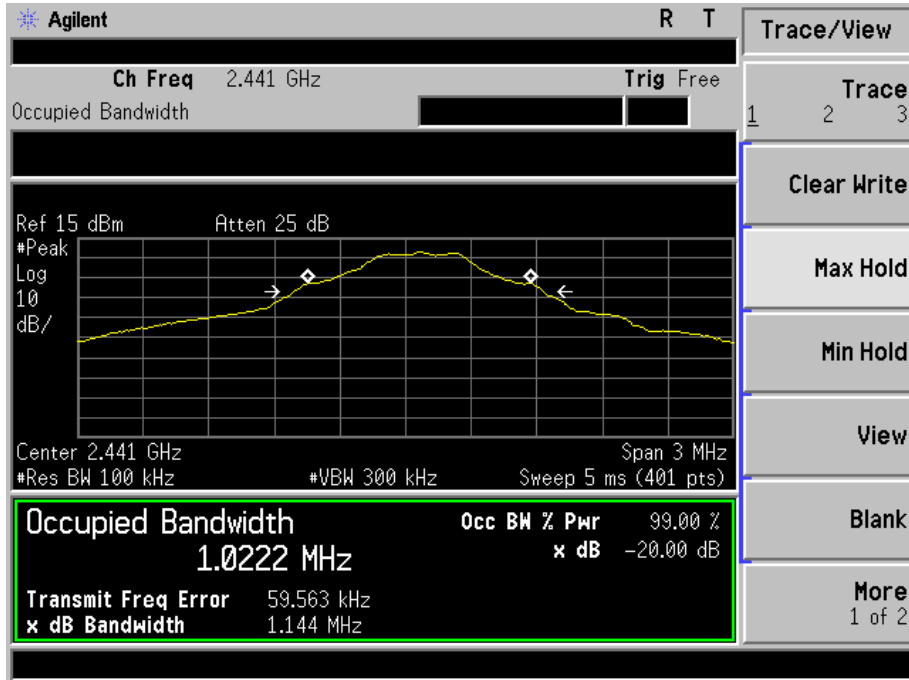 Agilent R T
Trace/View
Ch Freq 2.441 GHz Trig Free
Occupied Bandwidth
Trace
1 2 3
Clear Write
Ref 15 dBm Atten 25 dB
#Peak
Log
10
dB/
Max Hold
Min Hold
View
Center 2.441 GHz Span 3 MHz
#Res BW 100 kHz #VBW 300 kHz Sweep 5 ms (401 pts)
Occupied Bandwidth Occ BW % Pwr 99.00 %
1.0222 MHz x dB -20.00 dB
Blank
Transmit Freq Error 59.563 kHz
x dB Bandwidth 1.144 MHz
More
1 of 2